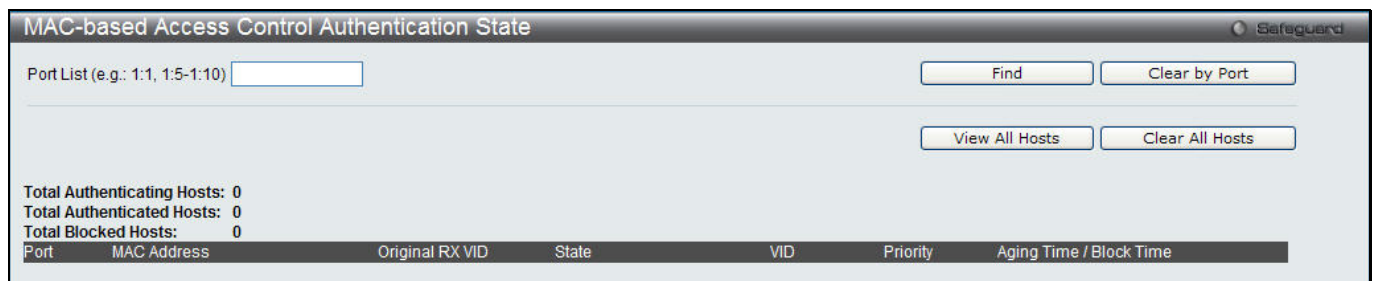 MAC-based Access Control Authentication State
Safeguard
Port List (e.g.: 1:1, 1:5-1:10)
Find
Clear by Port
View All Hosts
Clear All Hosts
Total Authenticating Hosts: 0
Total Authenticated Hosts: 0
Total Blocked Hosts: 0
Port MAC Address Original RX VID State VID Priority Aging Time / Block Time